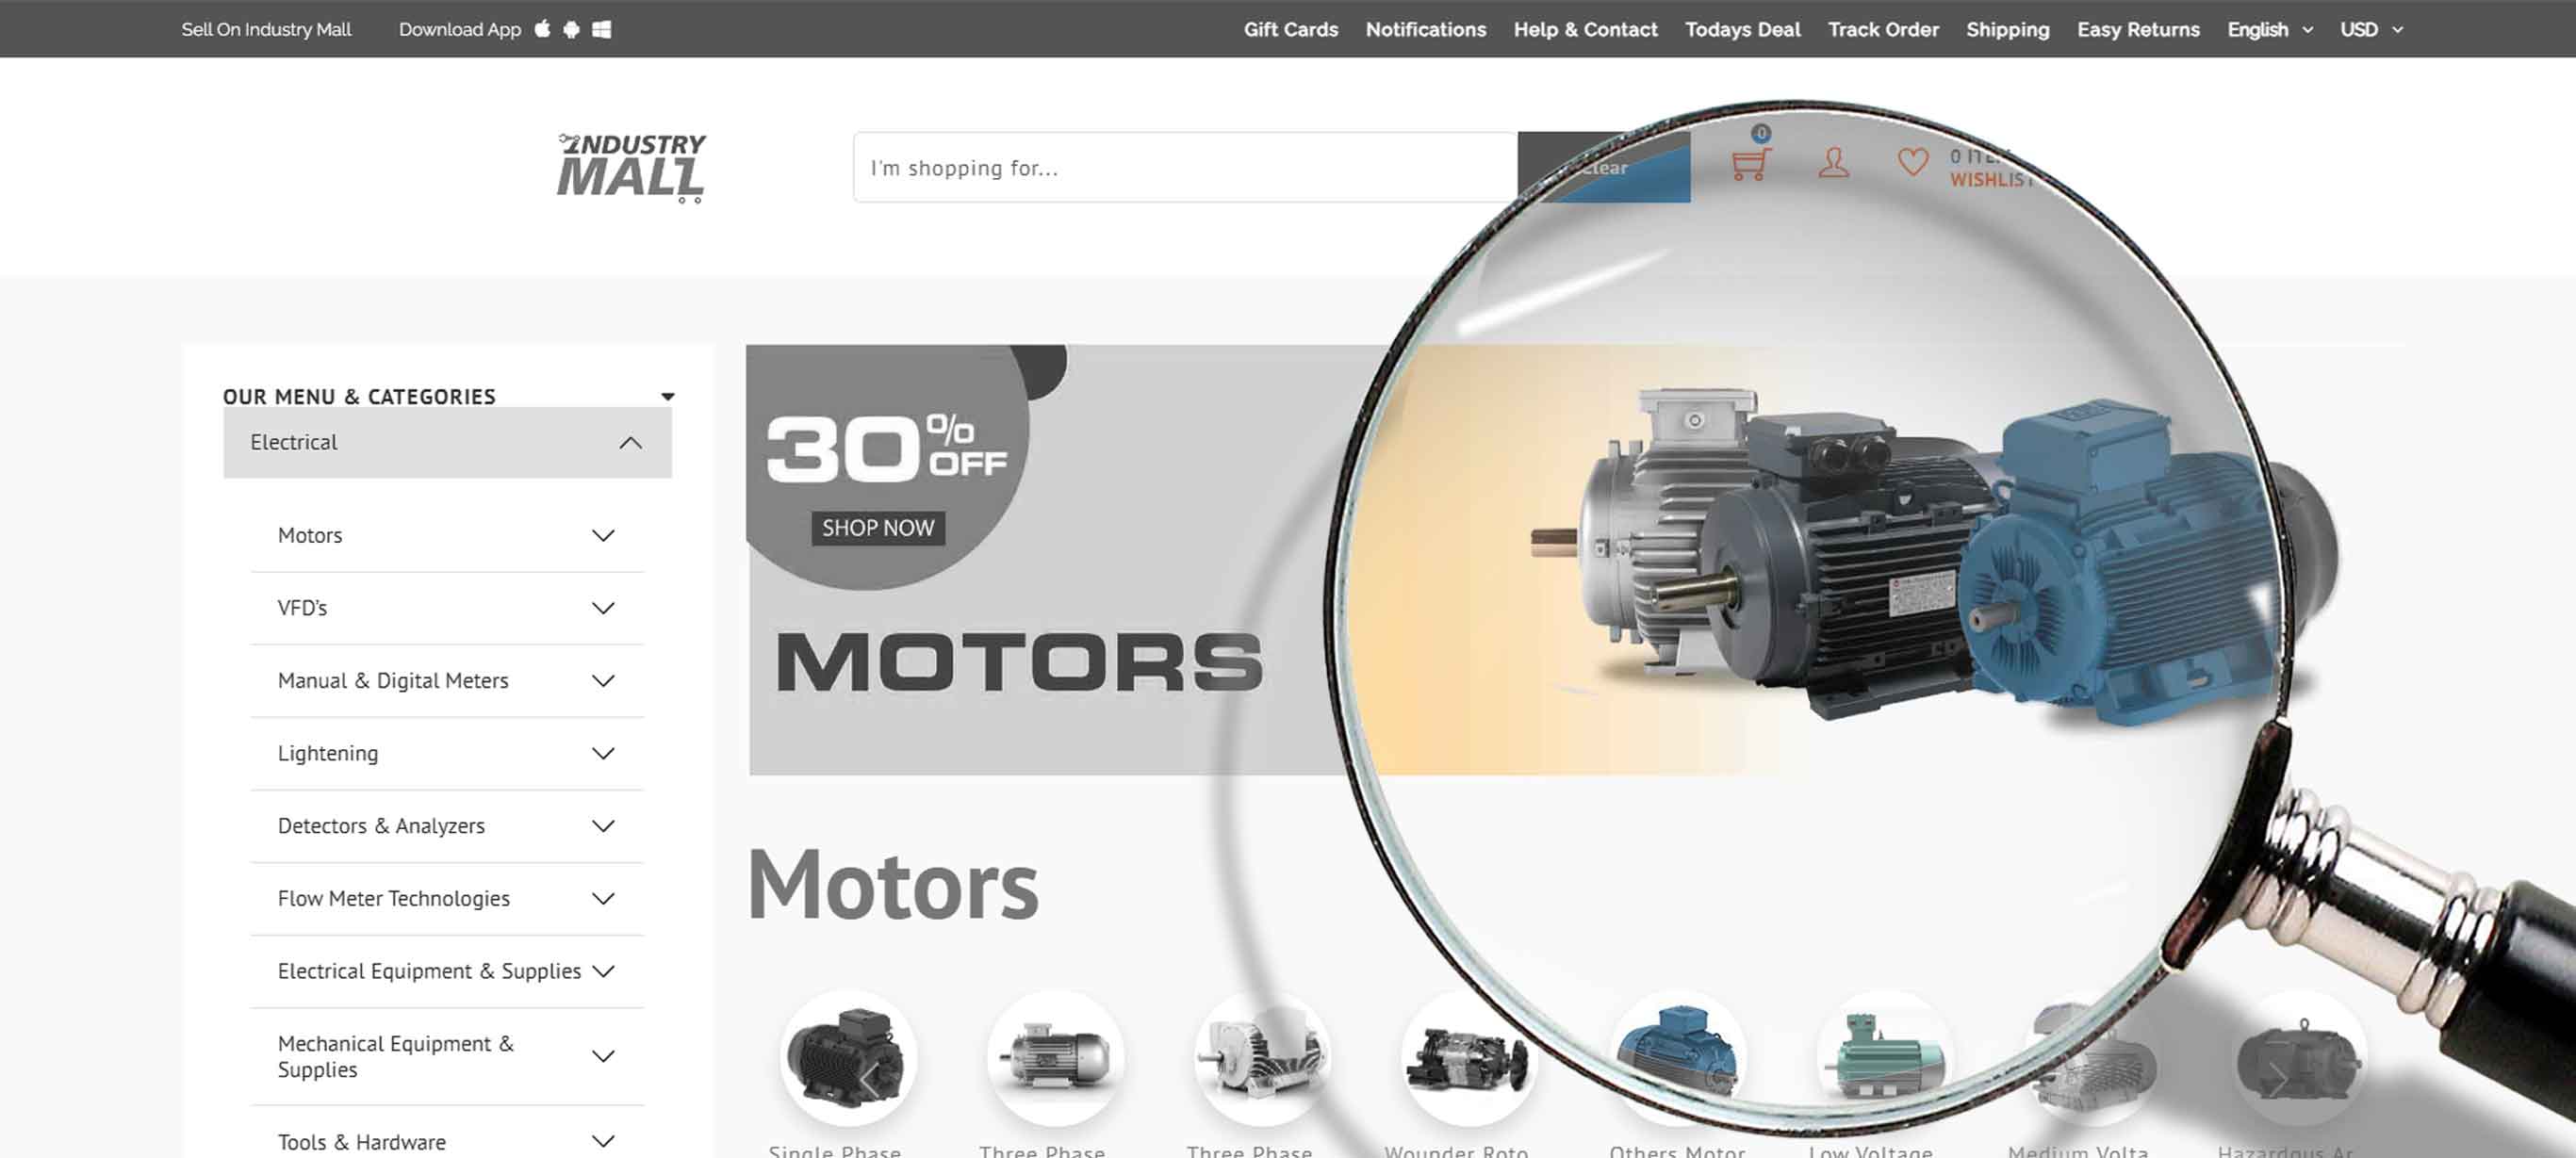 Sell On Industry Mall
Download App
Gift Cards
Notifications
Help & Contact
Todays Deal
Track Order
Shipping
Easy Returns
English
USD
INDUSTRY
MALL
I'm shopping for...
Clear
0
0 ITEM
WISHLIST
OUR MENU & CATEGORIES
Electrical
Motors
VFD's
Manual & Digital Meters
Lightening
Detectors & Analyzers
Flow Meter Technologies
Electrical Equipment & Supplies
Mechanical Equipment &
Supplies
Tools & Hardware
30%
OFF
SHOP NOW
MOTORS
Motors
Single Phase
Three Phase
Three Phase
Wounder Roto
Others Motor
Low Voltage
Medium Volta
Hazardous Ar